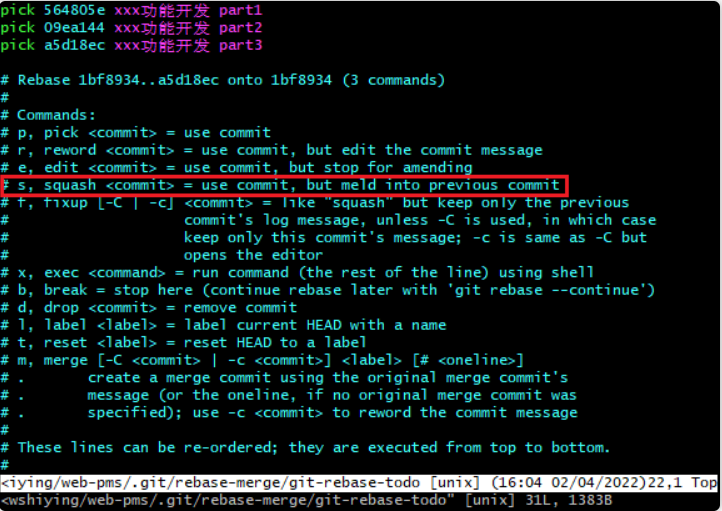 pick 564805e xxx功能开发 part1
pick 09ea144 xxx功能开发 part2
pick a5d18ec xxx功能开发 part3
# Rebase 1bf8934..a5d18ec onto 1bf8934 (3 commands)
#
# Commands:
# p, pick <commit> = use commit
# r, reword <commit> = use commit, but edit the commit message
# e, edit <commit> = use commit, but stop for amending
# s, squash <commit> = use commit, but meld into previous commit
# f, fixup [-C | -c] <commit> = like "squash" but keep only the previous
#                    commit's log message, unless -C is used, in which case
#                    keep only this commit's message; -c is same as -C but
#                    opens the editor
# x, exec <command> = run command (the rest of the line) using shell
# b, break = stop here (continue rebase later with 'git rebase --continue')
# d, drop <commit> = remove commit
# l, label <label> = label current HEAD with a name
# t, reset <label> = reset HEAD to a label
# m, merge [-C <commit> | -c <commit>] <label> [# <oneline>]
# .       create a merge commit using the original merge commit's
# .       message (or the oneline, if no original merge commit was
# .       specified); use -c <commit> to reword the commit message
#
# These lines can be re-ordered; they are executed from top to bottom.
#
<iying/web-pms/.git/rebase-merge/git-rebase-todo [unix] (16:04 02/04/2022)22,1 Top
<wshiying/web-pms/.git/rebase-merge/git-rebase-todo" [unix] 31L, 1383B